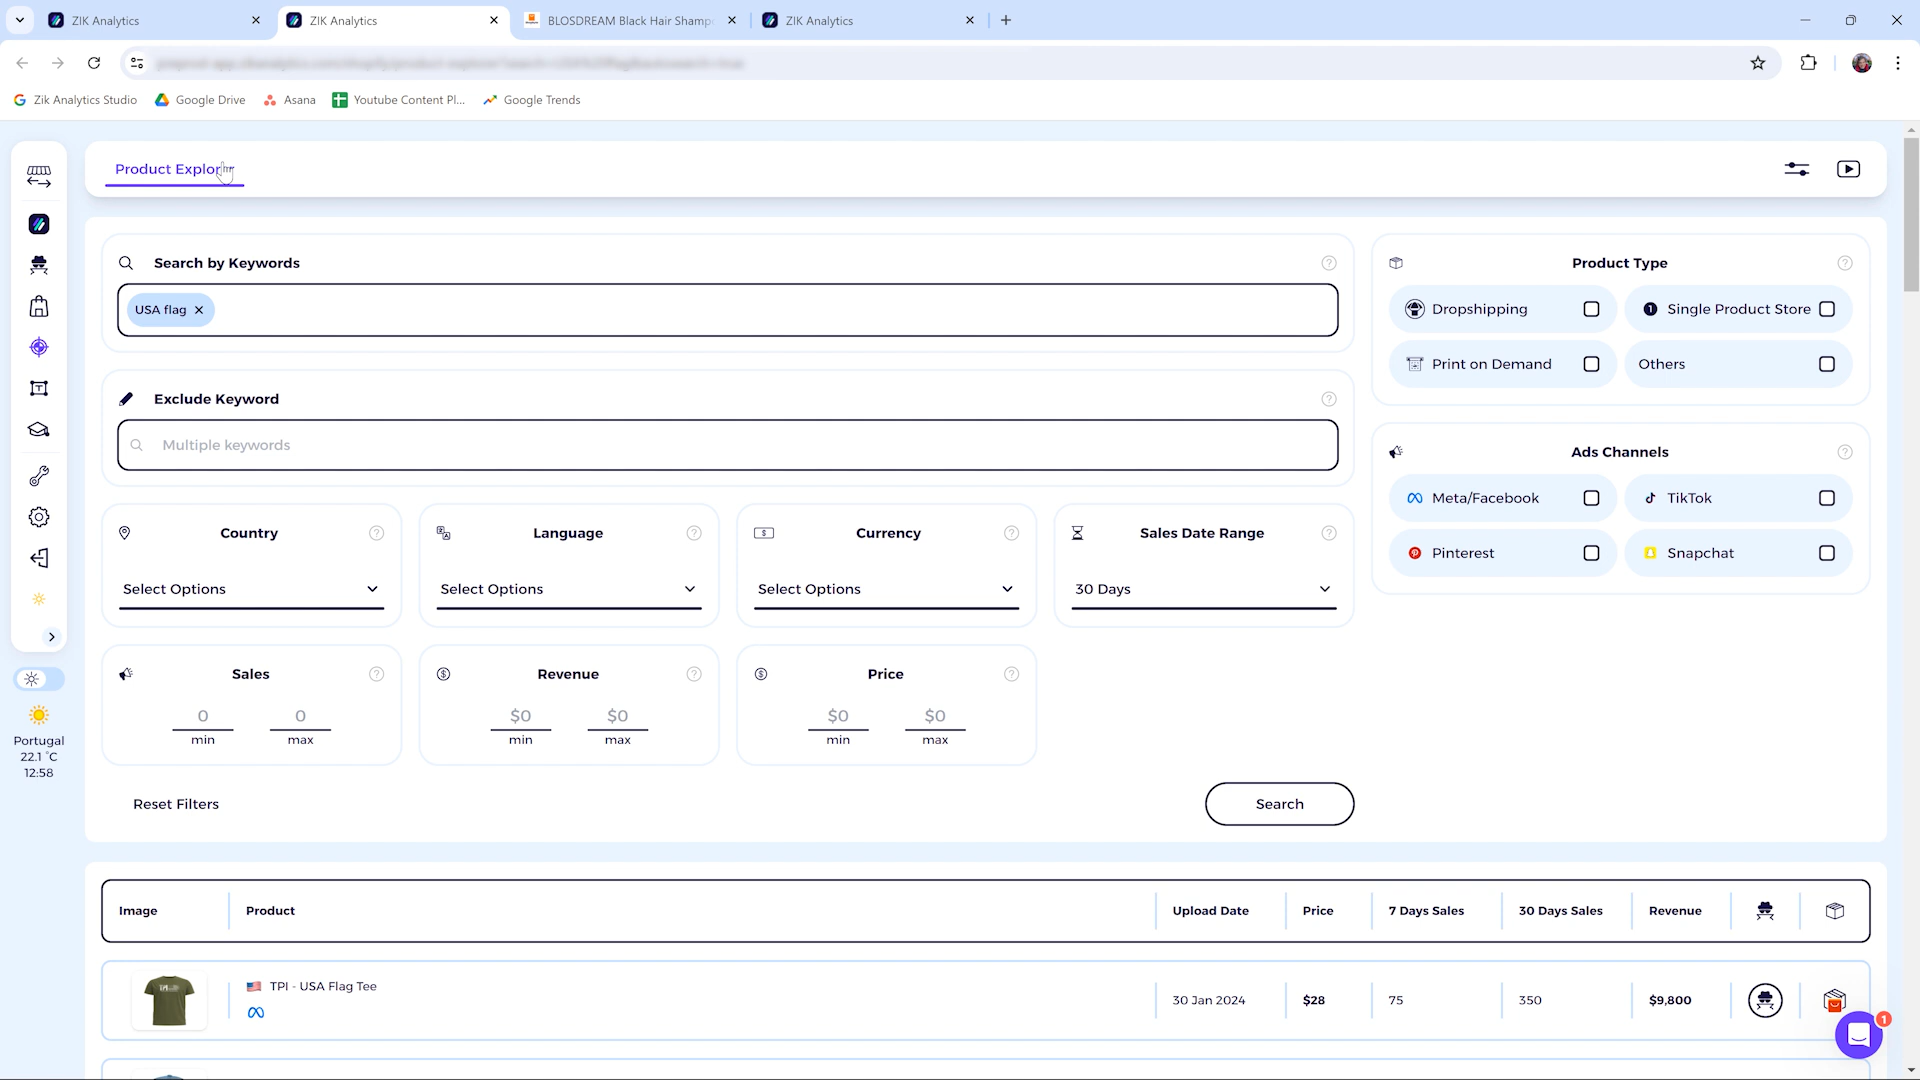 ZIK Analytics
ZIK Analytics
BLOSDREAM Black Hair Shamp
ZIK Analytics
Zik Analytics Studio
Google Drive
Asana
Youtube Content Pl...
Google Trends
Product Explorer
Search by Keywords
USA flag
Exclude Keyword
Multiple keywords
Country
Select Options
Language
Select Options
Currency
Select Options
Sales Date Range
30 Days
Sales
0
min
0
max
Revenue
$0
min
$0
max
Price
$0
min
$0
max
Reset Filters
Search
Product Type
Dropshipping
1
Single Product Store
Print on Demand
Others
Ads Channels
Meta/Facebook
TikTok
Pinterest
Snapchat
Portugal
22.1 °C
12:58
Image
Product
Upload Date
Price
7 Days Sales
30 Days Sales
Revenue
TPI
TPI - USA Flag Tee
30 Jan 2024
$28
75
350
$9,800
1